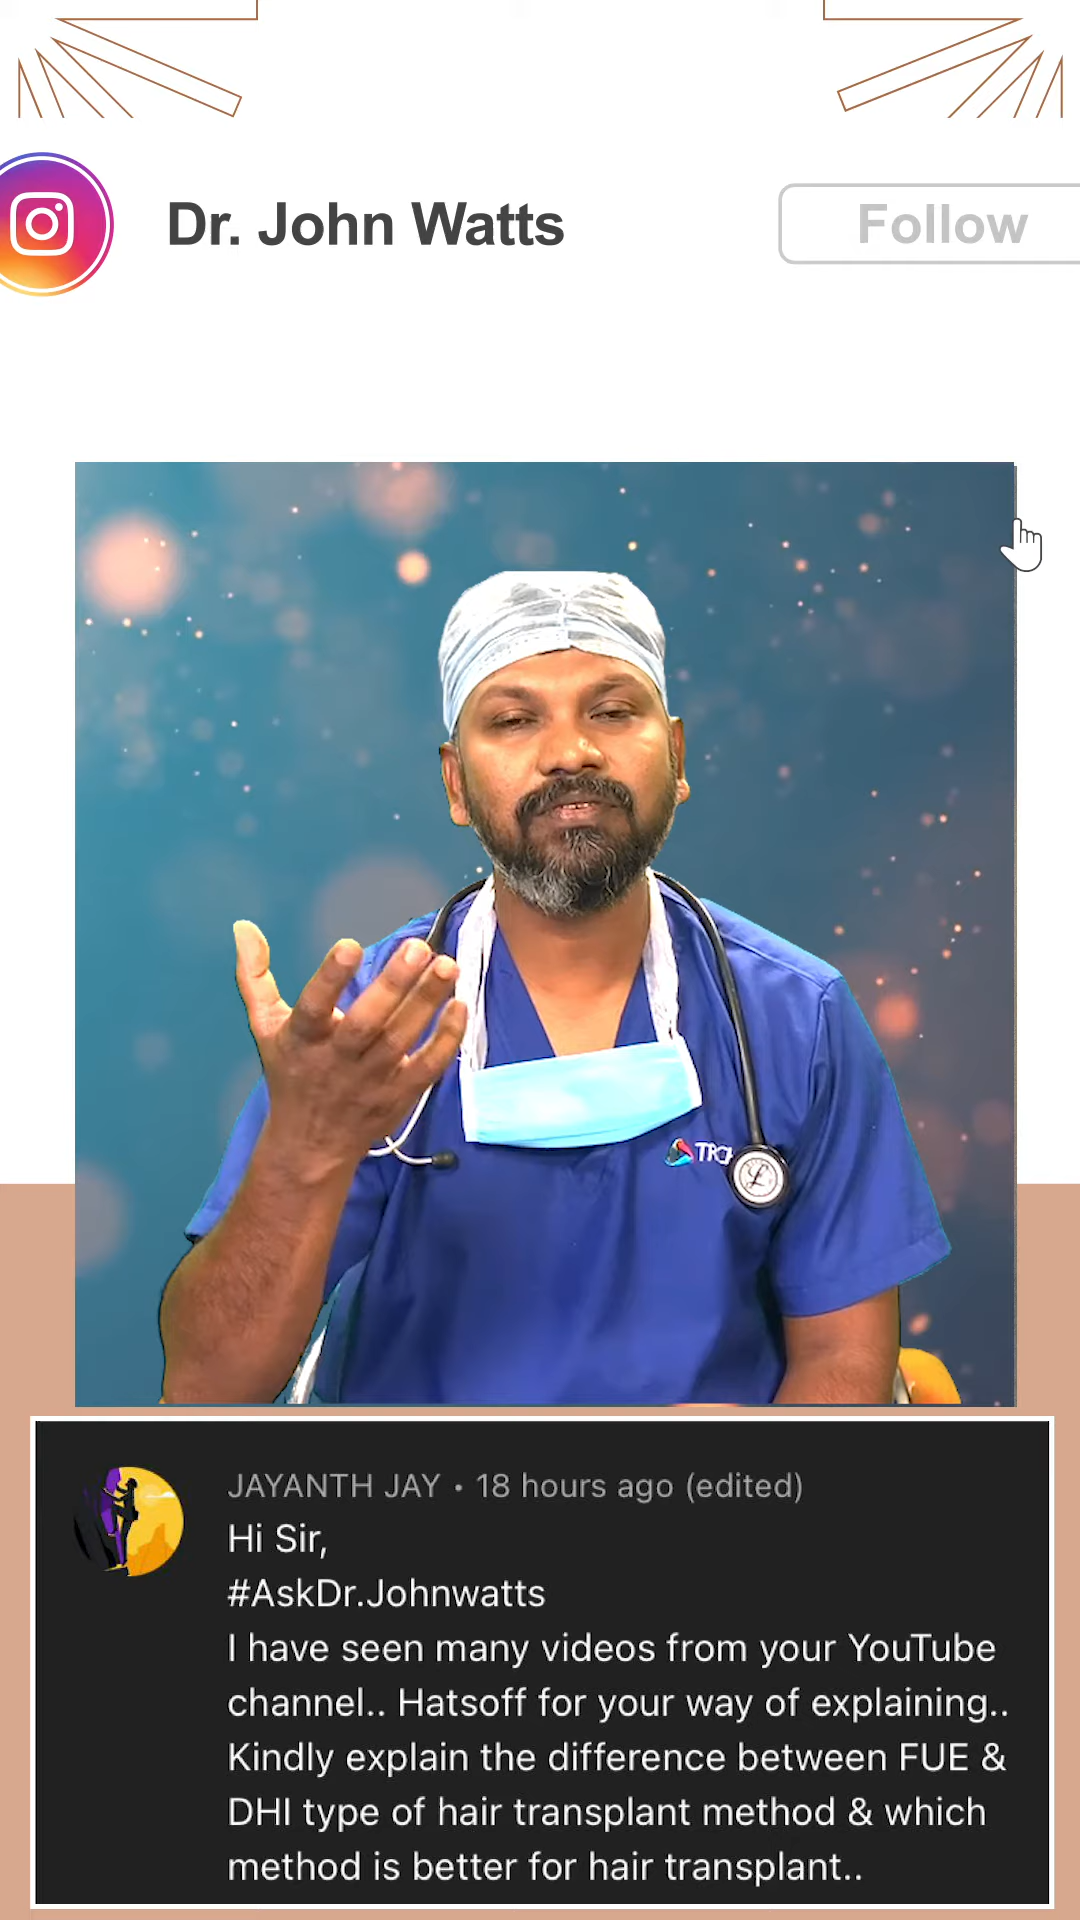 Dr. John Watts
Follow
JAYANTH JAY • 18 hours ago (edited)
Hi Sir,
#AskDr.Johnwatts
I have seen many videos from your YouTube
channel.. Hatsoff for your way of explaining..
Kindly explain the difference between FUE &
DHI type of hair transplant method & which
method is better for hair transplant..